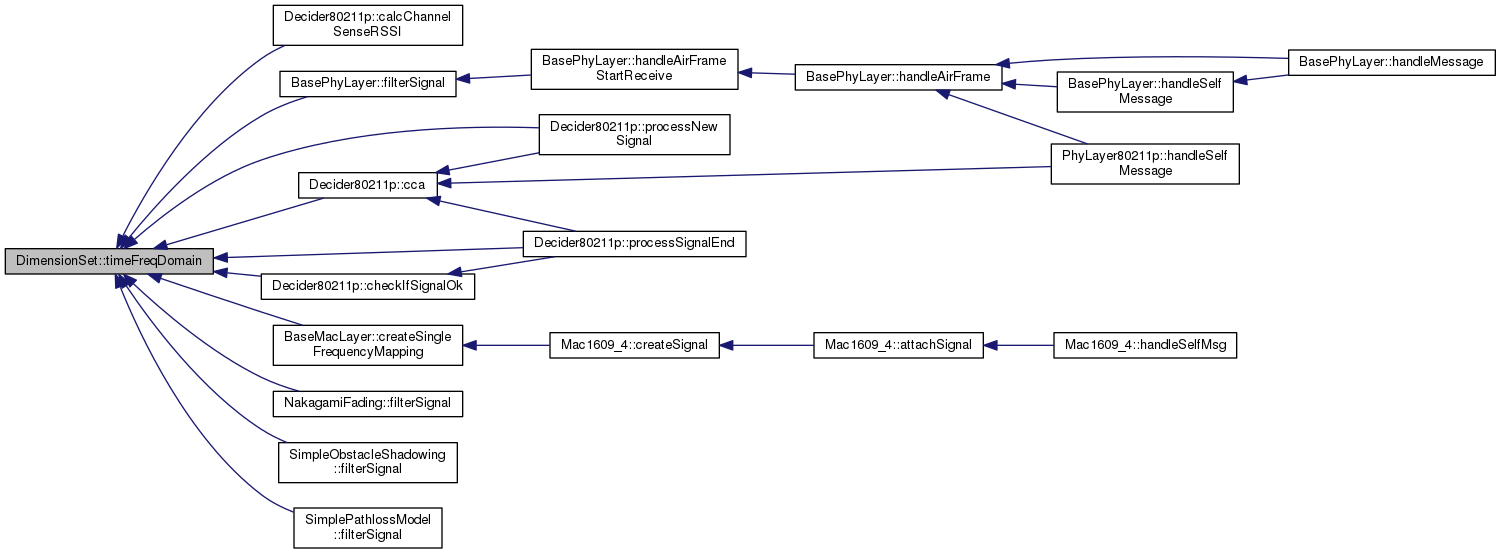 Decider80211p::calcChannel
SenseRSSI
BasePhyLayer::filterSignal
BasePhyLayer::handleAirFrame
StartReceive
BasePhyLayer::handleAirFrame
BasePhyLayer::handleMessage
BasePhyLayer::handleSelf
Message
Decider80211p::processNew
Signal
PhyLayer80211p::handleSelf
Message
Decider80211p::cca
Decider80211p::processSignalEnd
DimensionSet::timeFreqDomain
Decider80211p::checkIfSignalOk
BaseMacLayer::createSingle
FrequencyMapping
Mac1609_4::createSignal
Mac1609_4::attachSignal
Mac1609_4::handleSelfMsg
NakagamiFading::filterSignal
SimpleObstacleShadowing
::filterSignal
SimplePathlossModel
::filterSignal